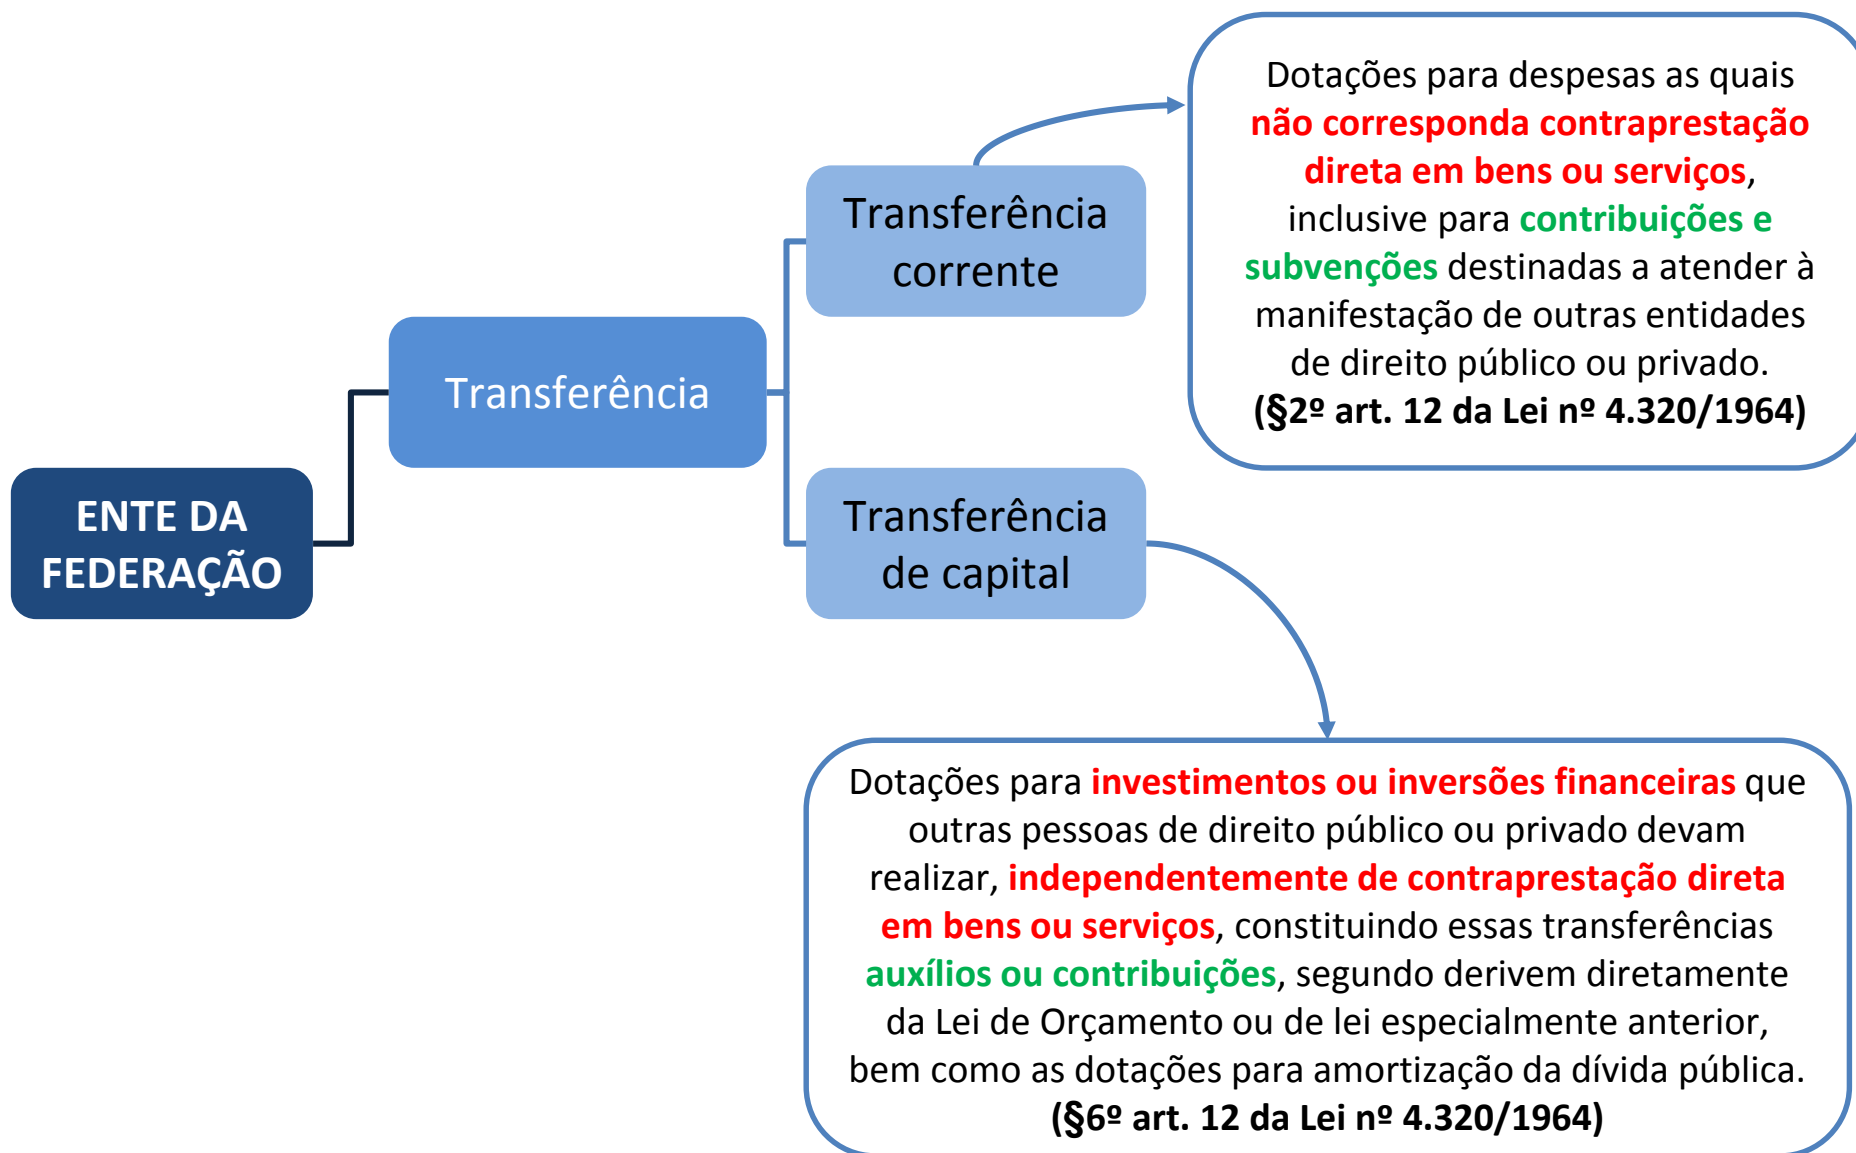 ENTE DA
FEDERAÇÃO
Transferência
Transferência
corrente
Dotações para despesas as quais
não corresponda contraprestação
direta em bens ou serviços,
inclusive para contribuições e
subvenções destinadas a atender à
manifestação de outras entidades
de direito público ou privado.
(§2º art. 12 da Lei nº 4.320/1964)
Transferência
de capital
Dotações para investimentos ou inversões financeiras que
outras pessoas de direito público ou privado devam
realizar, independentemente de contraprestação direta
em bens ou serviços, constituindo essas transferências
auxílios ou contribuições, segundo derivem diretamente
da Lei de Orçamento ou de lei especialmente anterior,
bem como as dotações para amortização da dívida pública.
(§6º art. 12 da Lei nº 4.320/1964)